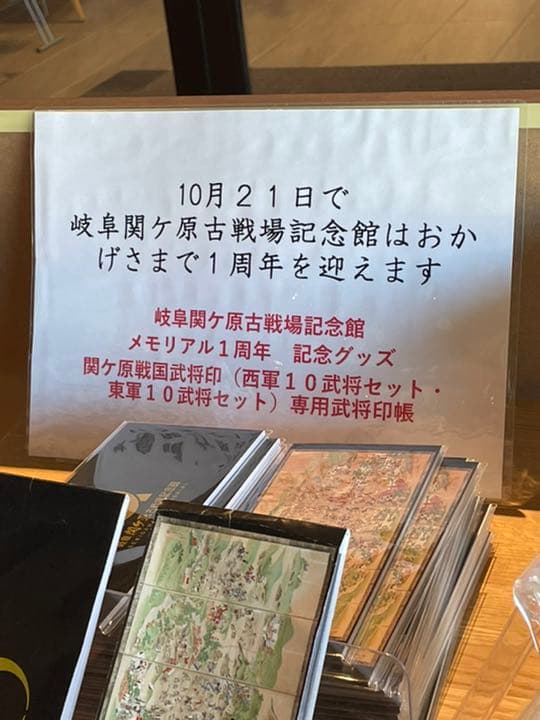 10月２１日で
岐阜関ケ原古戦場記念館はおか
げさまで１周年を迎えます
岐阜関ケ原古戦場記念館
メモリアル１周年　記念グッズ
関ケ原戦国武将印（西軍１０武将セット・
東軍１０武将セット）専用武将印帳